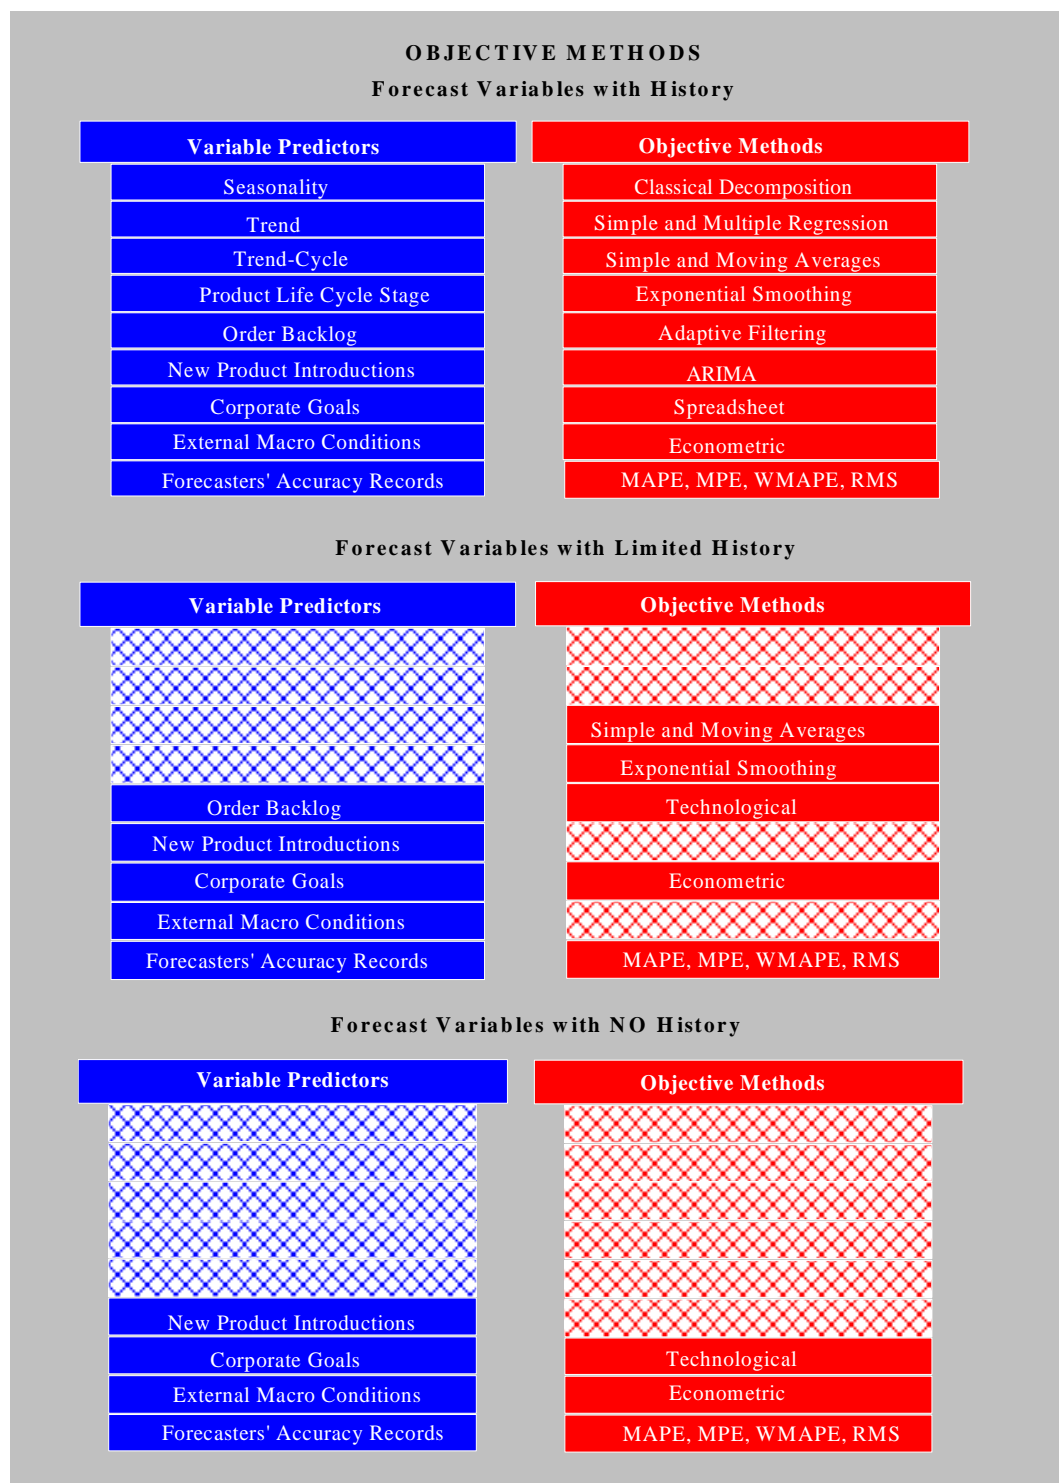 OBJECTIVE METHODS
Forecast Variables with History
Variable Predictors
Objective Methods
Seasonality
Classical Decomposition
Trend
Simple and Multiple Regression
Trend-Cycle
Simple and Moving Averages
Product Life Cycle Stage
Exponential Smoothing
Order Backlog
Adaptive Filtering
New Product Introductions
ARIMA
Corporate Goals
Spreadsheet
External Macro Conditions
Econometric
Forecasters' Accuracy Records
MAPE, MPE, WMAPE, RMS
Forecast Variables with Limited History
Variable Predictors
Objective Methods
Simple and Moving Averages
Exponential Smoothing
Order Backlog
Technological
New Product Introductions
Corporate Goals
Econometric
External Macro Conditions
Forecasters' Accuracy Records
MAPE, MPE, WMAPE, RMS
Forecast Variables with NO History
Variable Predictors
Objective Methods
New Product Introductions
Corporate Goals
Technological
External Macro Conditions
Econometric
Forecasters' Accuracy Records
MAPE, MPE, WMAPE, RMS